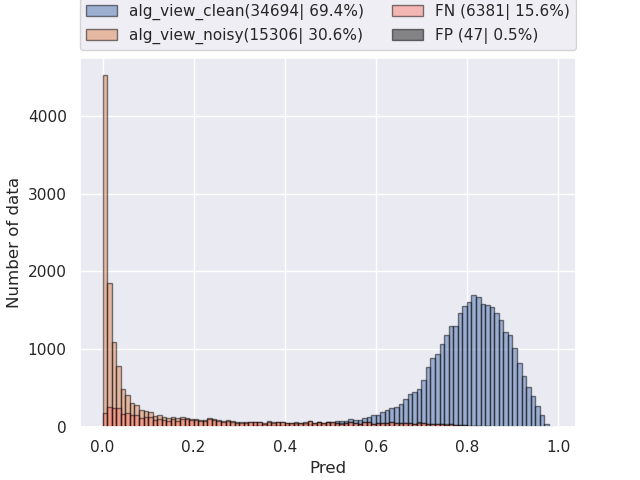 alg_view_clean(34694| 69.4%)
alg_view_noisy(15306| 30.6%)
FN (6381| 15.6%)
FP (47| 0.5%)
Number of data
4000
3000
2000
1000
0
0.0 0.2 0.4 0.6 0.8 1.0
Pred